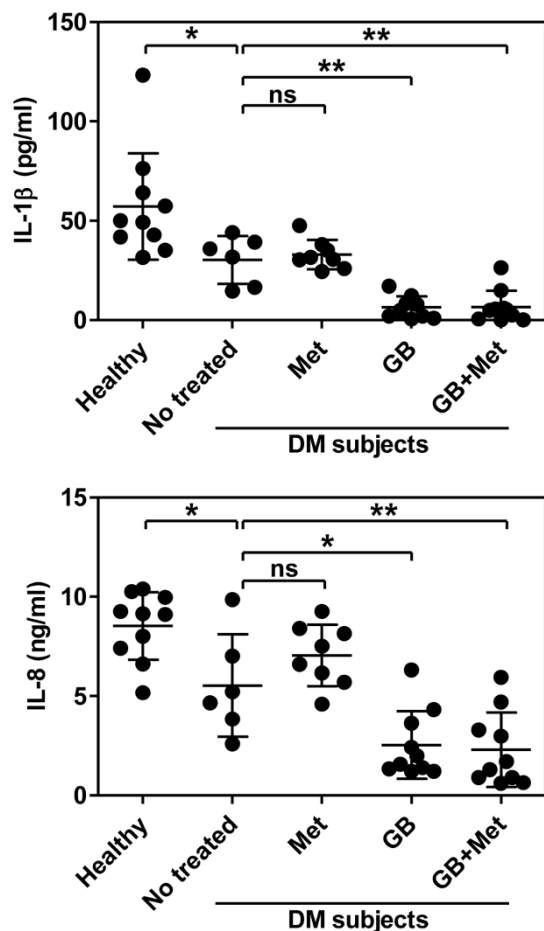 150
100
50
0
IL-1β (pg/ml)
*
**
**
ns
Healthy
No treated
Met
GB
GB+Met
DM subjects
15
10
5
0
IL-8 (ng/ml)
*
**
*
ns
Healthy
No treated
Met
GB
GB+Met
DM subjects